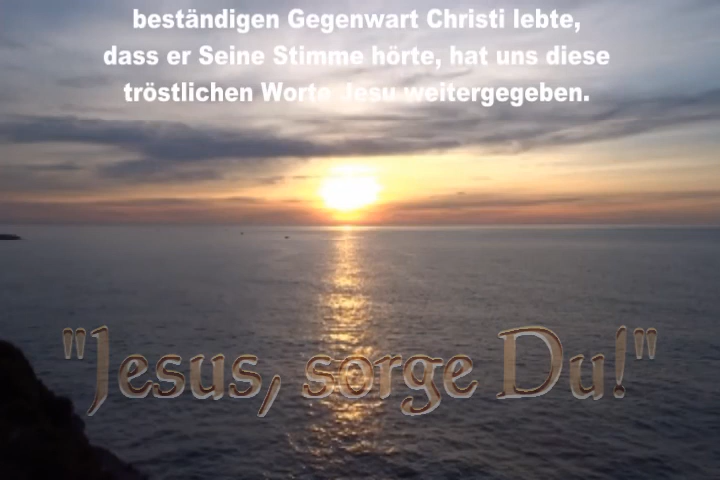 beständigen Gegenwart Christi lebte,
dass er Seine Stimme hörte, hat uns diese
tröstlichen Worte Jesu weitergegeben.
"Jesus, sorge Du!"